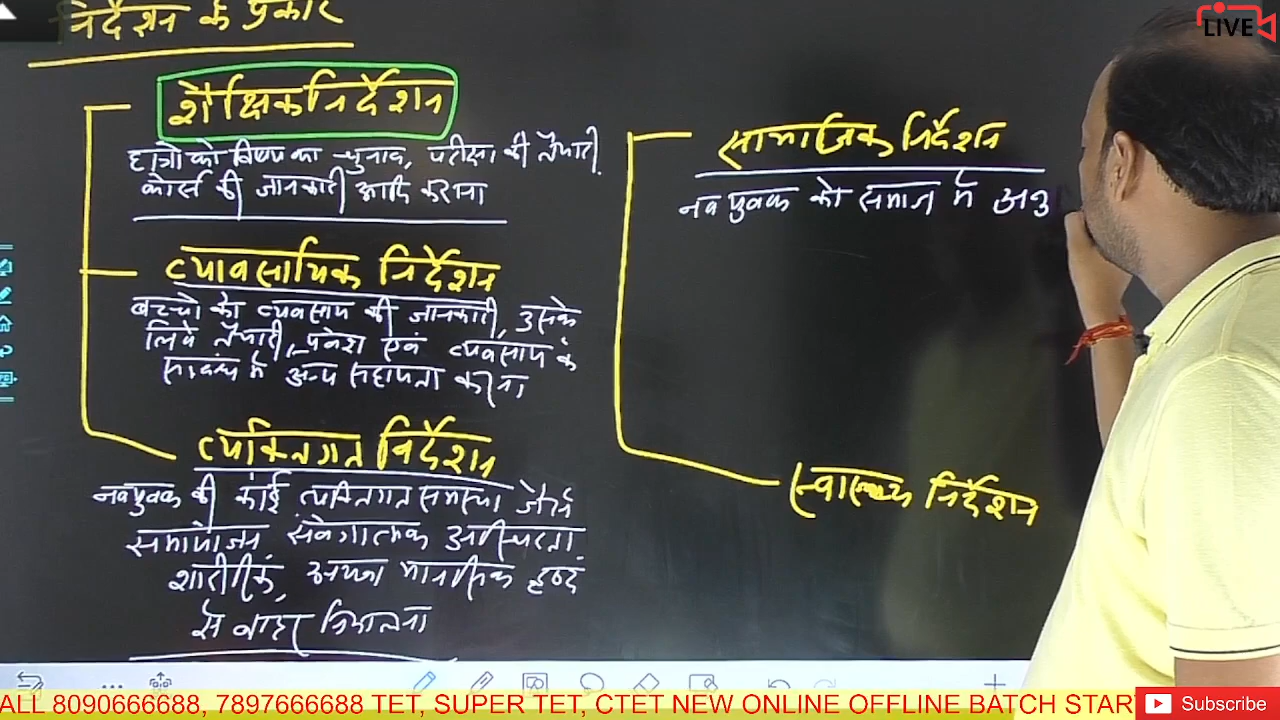 निर्देशन के प्रकार
शैक्षिक निर्देशन
छात्रों को विषय का चुनाव, परीक्षा की तैयारी,
कोर्स की जानकारी आदि कराना
व्यावसायिक निर्देशन
बच्चो को व्यवसाय की जानकारी, उसके
लिये तैयारी, प्रवेश एवं व्यवसाय के
सम्बन्ध में अन्य सहायता करना
व्यक्तिगत निर्देशन
नवयुवक की कोई व्यक्तिगत समस्या जैसे
समायोजन, संवेगात्मक अस्थिरता
शारीरिक, अथवा मानसिक द्वन्द
से बाहर निकालना
सामाजिक निर्देशन
नव युवक को समाज में अनु
स्वास्थ्य निर्देशन
LIVE
ALL 8090666688, 7897666688 TET, SUPER TET, CTET NEW ONLINE OFFLINE BATCH START
Subscribe